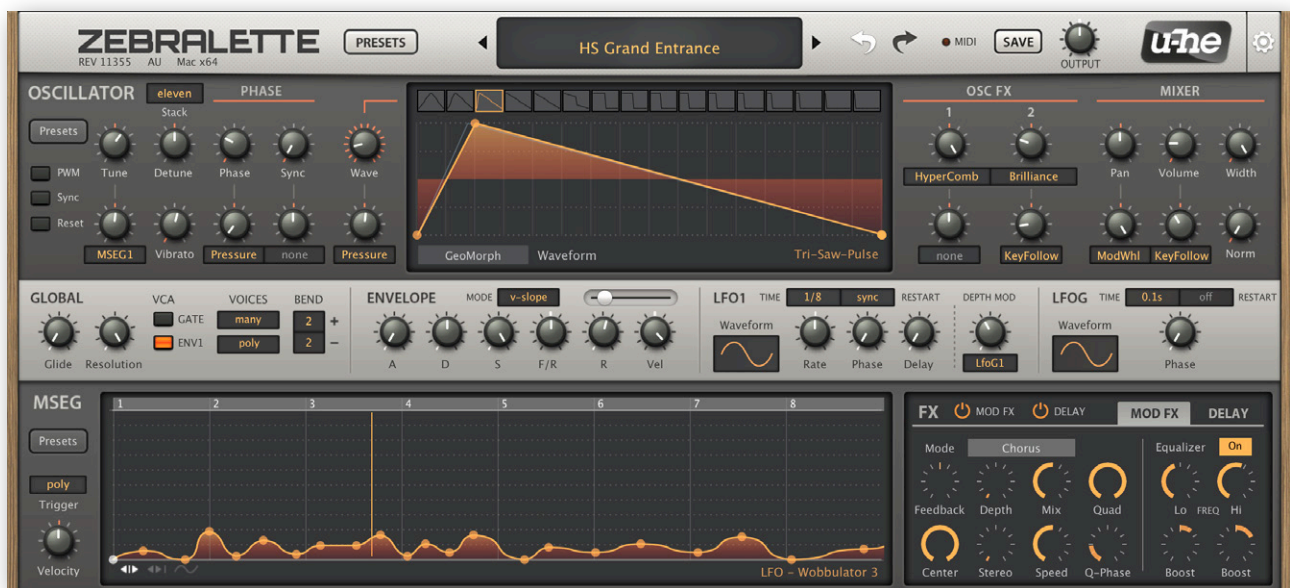 ZEBRALETTE
REV 11355 AU Mac x64
PRESETS
HS Grand Entrance
MIDI
SAVE
OUTPUT
u-he
OSCILLATOR
eleven
Stack
PHASE
Presets
PWM
Sync
Reset
Tune
Detune
Phase
Sync
Wave
MSEG1
Vibrato
Pressure
none
Pressure
GeoMorph
Waveform
Tri-Saw-Pulse
OSC FX
1
2
HyperComb
Brilliance
none
KeyFollow
MIXER
Pan
Volume
Width
ModWhl
KeyFollow
Norm
GLOBAL
Glide
Resolution
VCA
GATE
ENV1
VOICES
many
poly
BEND
2 +
2 −
ENVELOPE
MODE
v-slope
A
D
S
F/R
R
Vel
LFO1
TIME
1/8
sync
RESTART
Waveform
Rate
Phase
Delay
DEPTH MOD
LfoG1
LFOG
TIME
0.1s
off
RESTART
Waveform
Phase
MSEG
Presets
poly
Trigger
Velocity
1 2 3 4 5 6 7 8
LFO - Wobbulator 3
FX
MOD FX
DELAY
MOD FX
DELAY
Mode
Chorus
Equalizer
On
Feedback
Depth
Mix
Quad
Lo FREQ Hi
Center
Stereo
Speed
Q-Phase
Boost
Boost